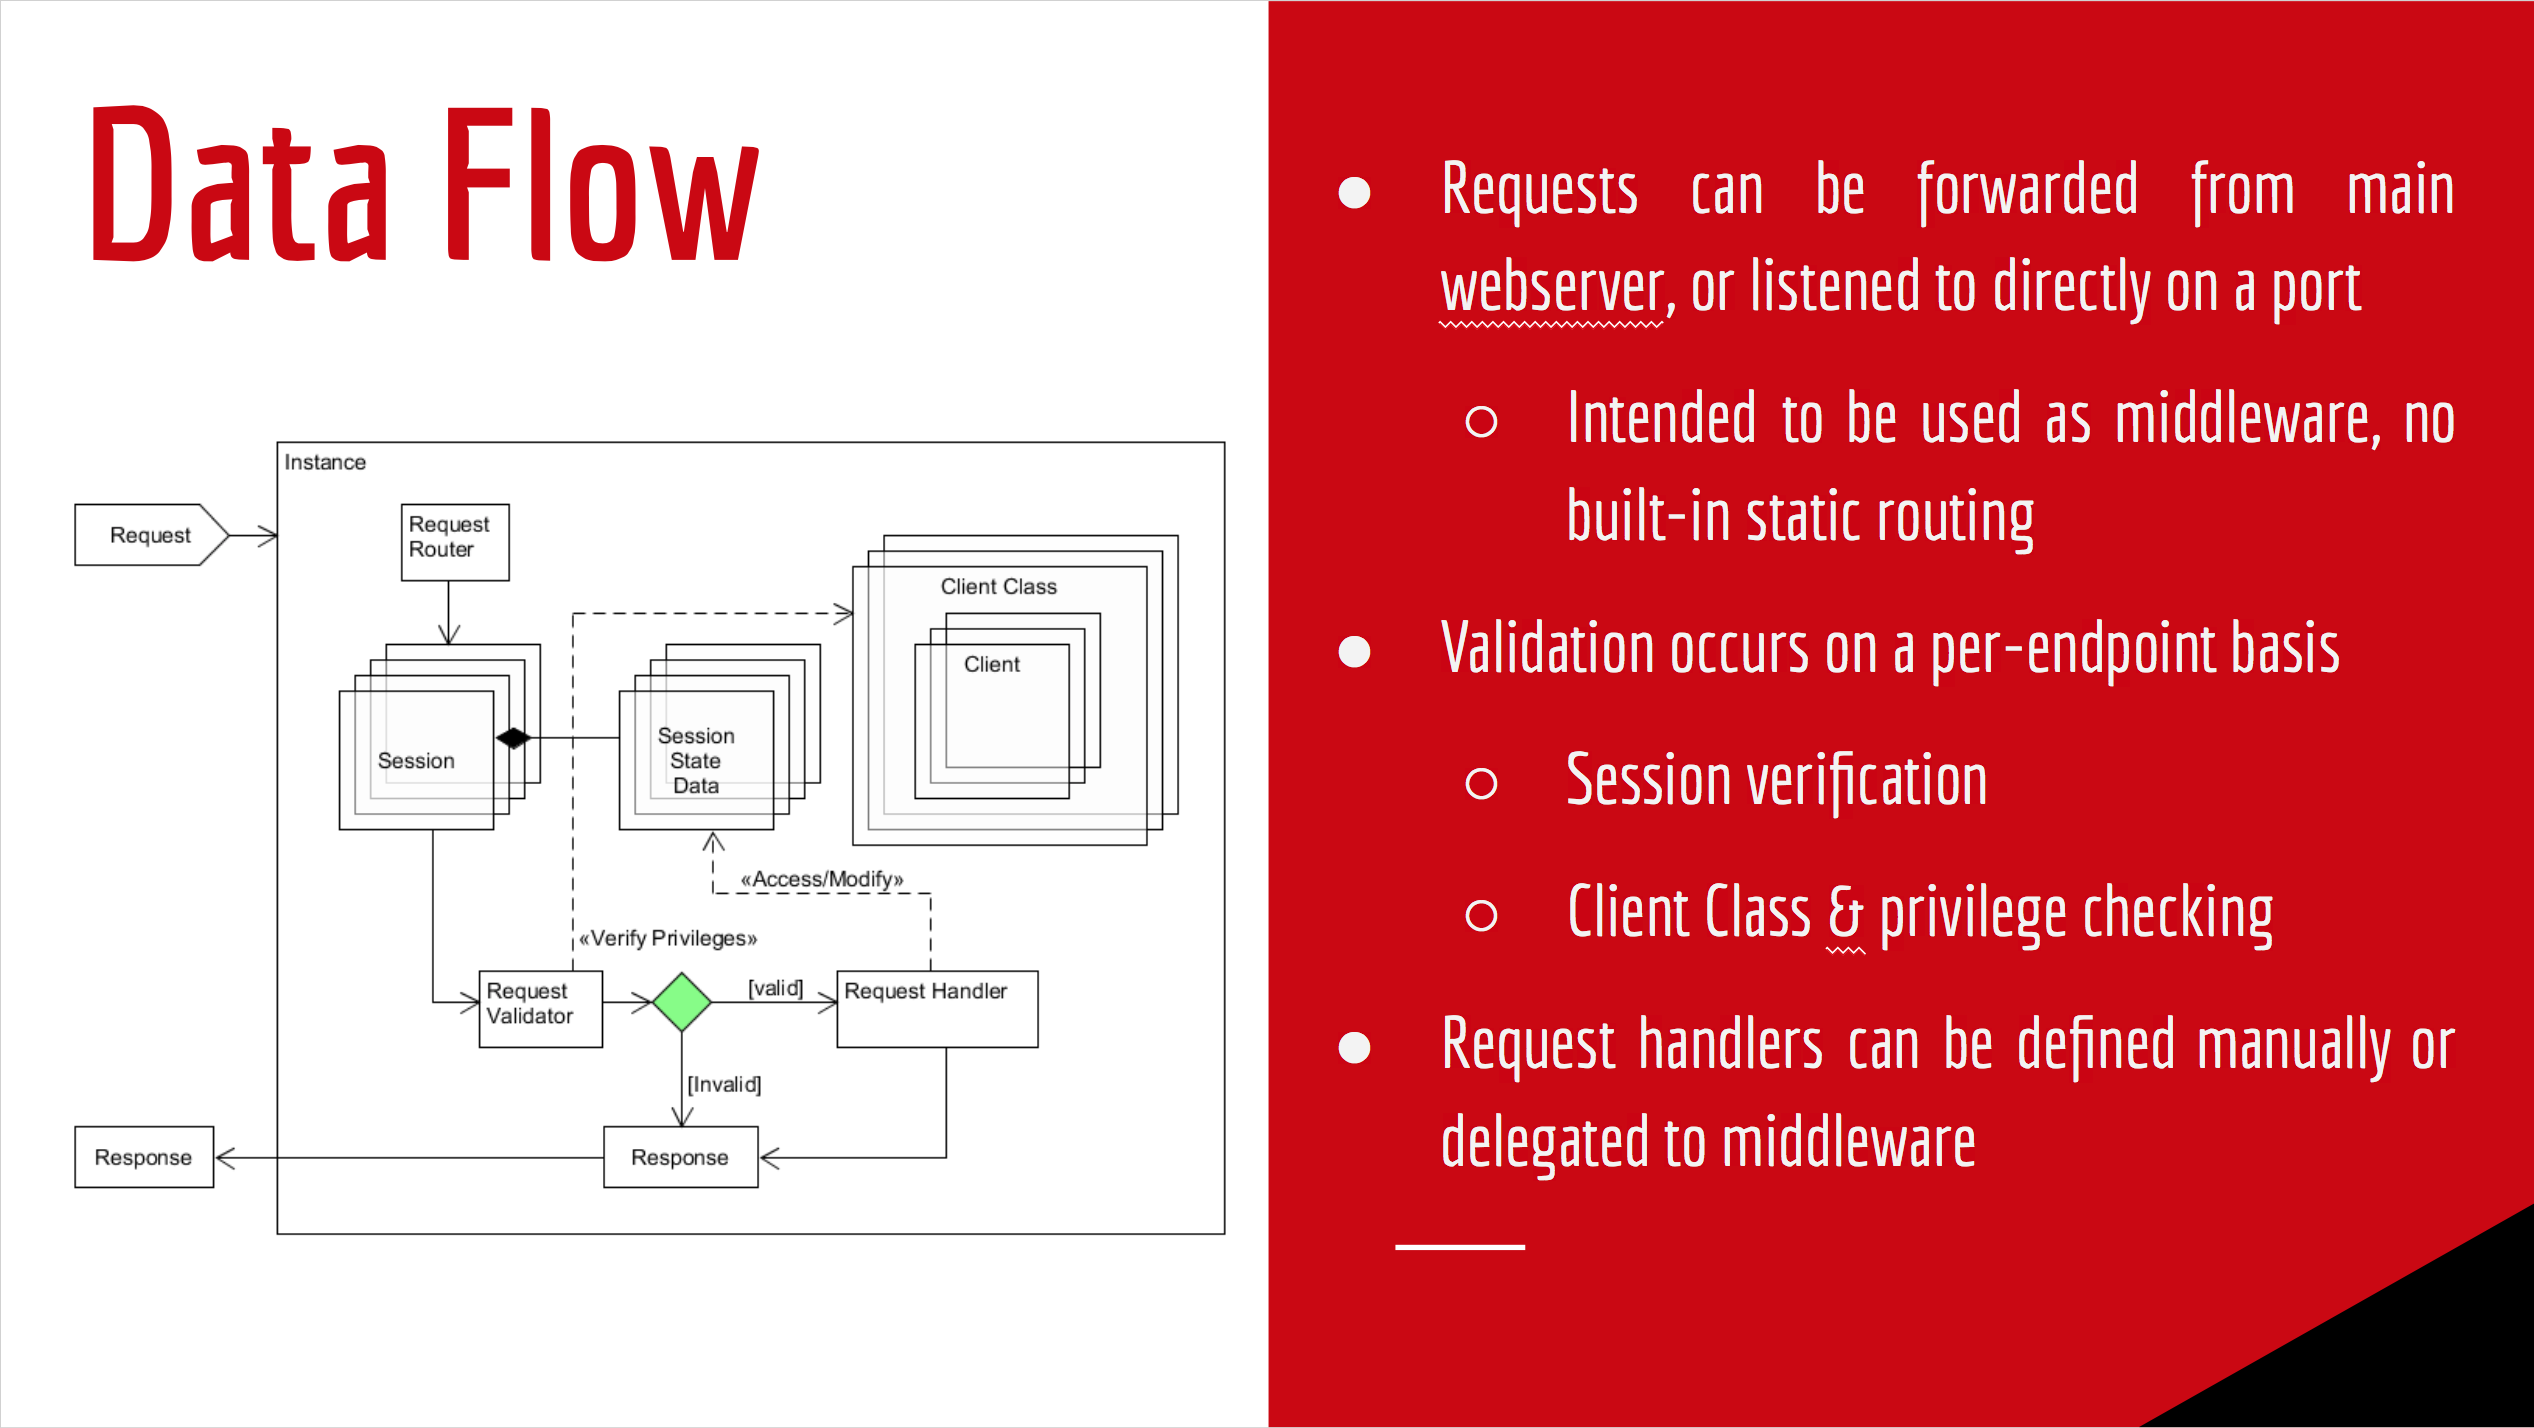 Data Flow
Instance
Request
Request
Router
Client Class
Client
Session
Session
State
Data
«Access/Modify»
«Verify Privileges»
Request
Validator
[valid]
Request Handler
[Invalid]
Response
Response
● Requests can be forwarded from main
webserver, or listened to directly on a port
○ Intended to be used as middleware, no
built-in static routing
● Validation occurs on a per-endpoint basis
○ Session verification
○ Client Class & privilege checking
● Request handlers can be defined manually or
delegated to middleware